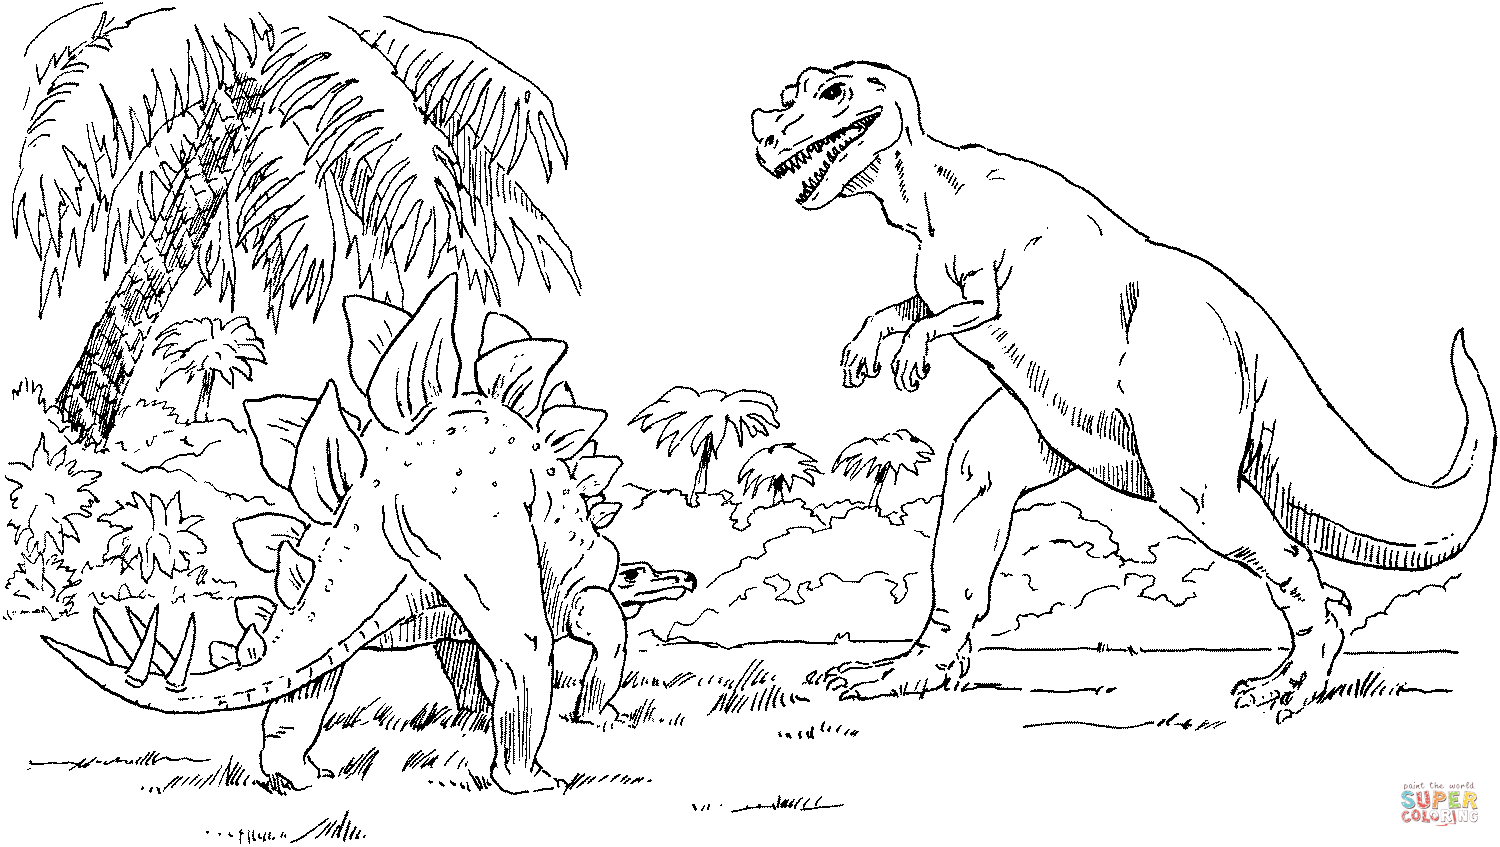 paint the world
SUPER
COLORING